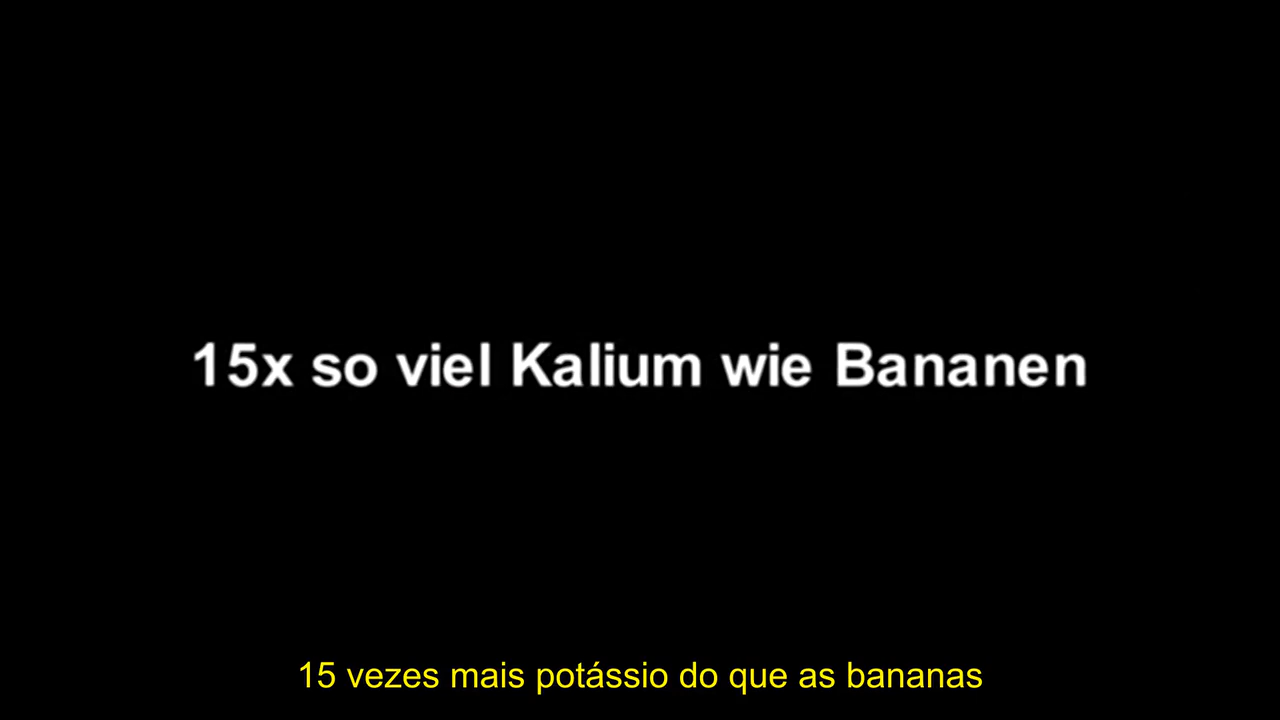 15x so viel Kalium wie Bananen
15 vezes mais potássio do que as bananas